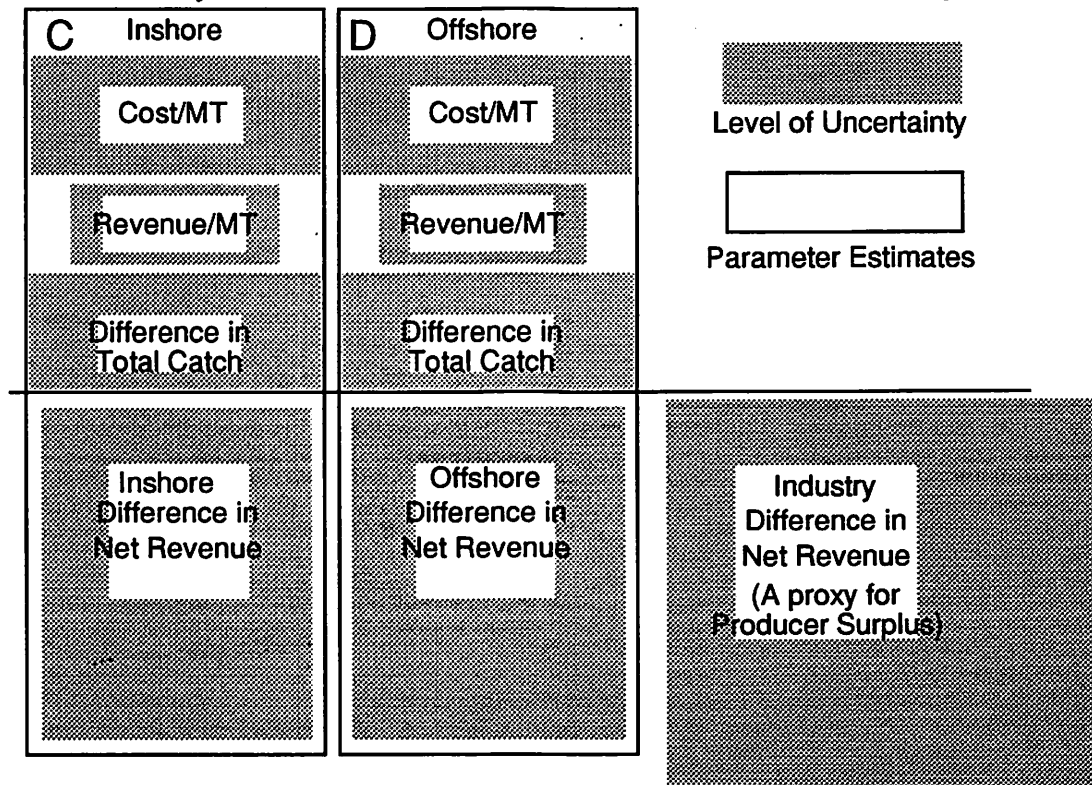 C Inshore
Cost/MT
Revenue/MT
Difference in
Total Catch
Inshore
Difference in
Net Revenue
D Offshore
Cost/MT
Revenue/MT
Difference in
Total Catch
Offshore
Difference in
Net Revenue
Level of Uncertainty
Parameter Estimates
Industry
Difference in
Net Revenue
(A proxy for
Producer Surplus)